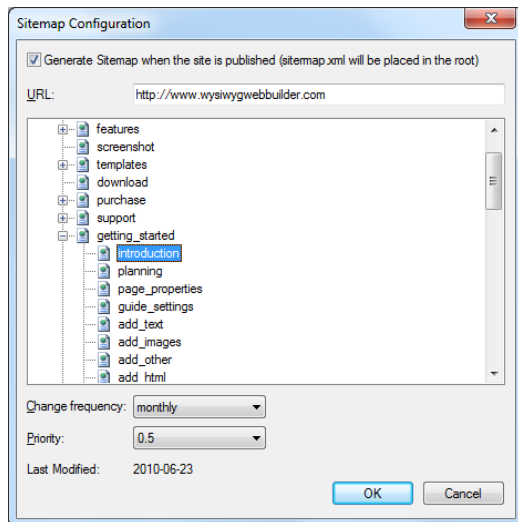 Sitemap Configuration
Generate Sitemap when the site is published (sitemap.xml will be placed in the root)
URL: http://www.wysiwygwebbuilder.com
features
screenshot
templates
download
purchase
support
getting_started
introduction
planning
page_properties
guide_settings
add_text
add_images
add_other
add_html
Change frequency: monthly
Priority: 0.5
Last Modified: 2010-06-23
OK Cancel